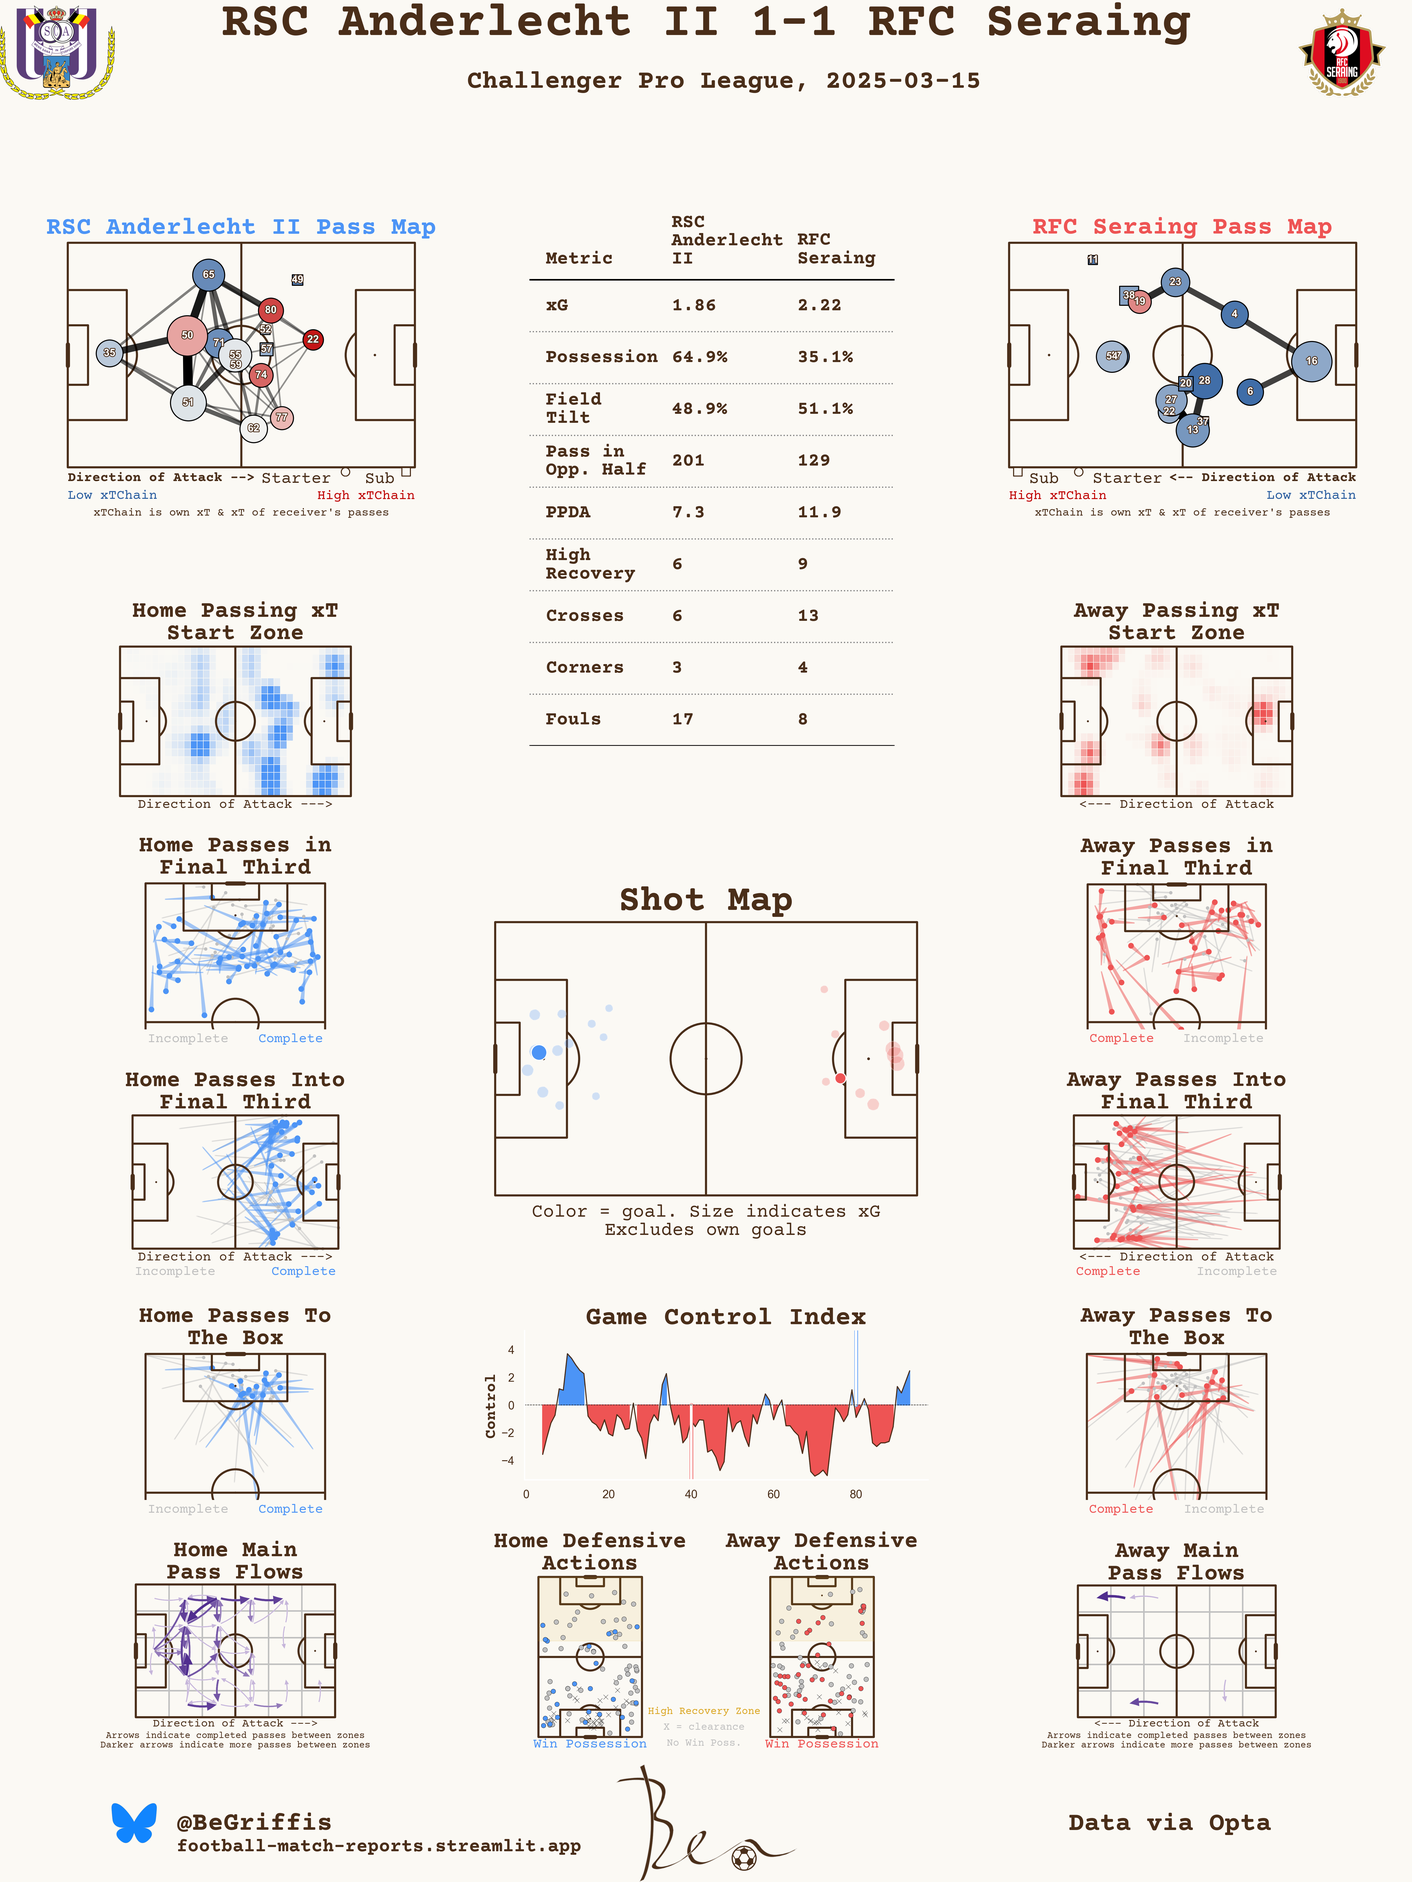 RSC Anderlecht II 1-1 RFC Seraing
Challenger Pro League, 2025-03-15
RFC
SERAING
RSC Anderlecht II Pass Map
65
49
80
52
50
71
22
35
57
55
59
74
51
77
62
Direction of Attack --> Starter Sub
Low xTChain High xTChain
xTChain is own xT & xT of receiver's passes
Metric RSC Anderlecht II RFC Seraing
xG 1.86 2.22
Possession 64.9% 35.1%
Field Tilt 48.9% 51.1%
Pass in Opp. Half 201 129
PPDA 7.3 11.9
High Recovery 6 9
Crosses 6 13
Corners 3 4
Fouls 17 8
RFC Seraing Pass Map
11
23
38
19
4
54
16
20
28
6
27
22
37
13
Sub Starter <-- Direction of Attack
High xTChain Low xTChain
xTChain is own xT & xT of receiver's passes
Home Passing xT
Start Zone
Direction of Attack --->
Away Passing xT
Start Zone
<--- Direction of Attack
Home Passes in
Final Third
Incomplete Complete
Away Passes in
Final Third
Complete Incomplete
Shot Map
Color = goal. Size indicates xG
Excludes own goals
Home Passes Into
Final Third
Direction of Attack --->
Incomplete Complete
Away Passes Into
Final Third
<--- Direction of Attack
Complete Incomplete
Home Passes To
The Box
Incomplete Complete
Game Control Index
Control
4
2
0
−2
−4
0 20 40 60 80
Away Passes To
The Box
Complete Incomplete
Home Main
Pass Flows
Direction of Attack --->
Arrows indicate completed passes between zones
Darker arrows indicate more passes between zones
Home Defensive
Actions
Win Possession
High Recovery Zone
X = clearance
No Win Poss.
Away Defensive
Actions
Win Possession
Away Main
Pass Flows
<--- Direction of Attack
Arrows indicate completed passes between zones
Darker arrows indicate more passes between zones
@BeGriffis
football-match-reports.streamlit.app
Ben
Data via Opta